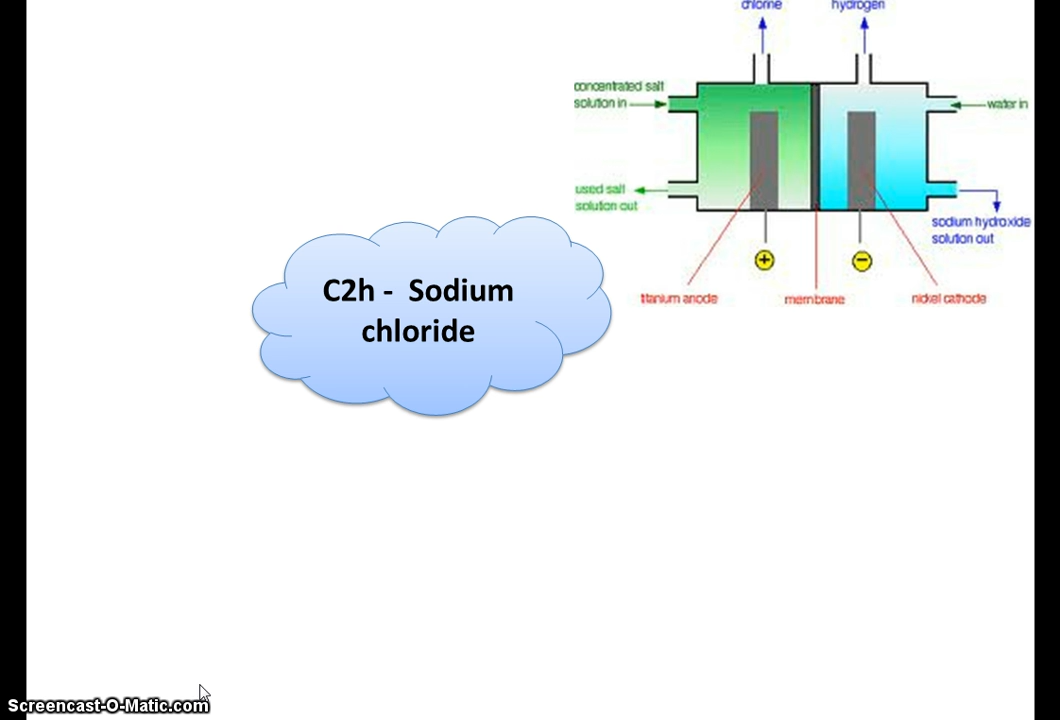 chlorine
hydrogen
concentrated salt
solution in
water in
used salt
solution out
sodium hydroxide
solution out
+
−
titanium anode
membrane
nickel cathode
C2h - Sodium
chloride
Screencast-O-Matic.com